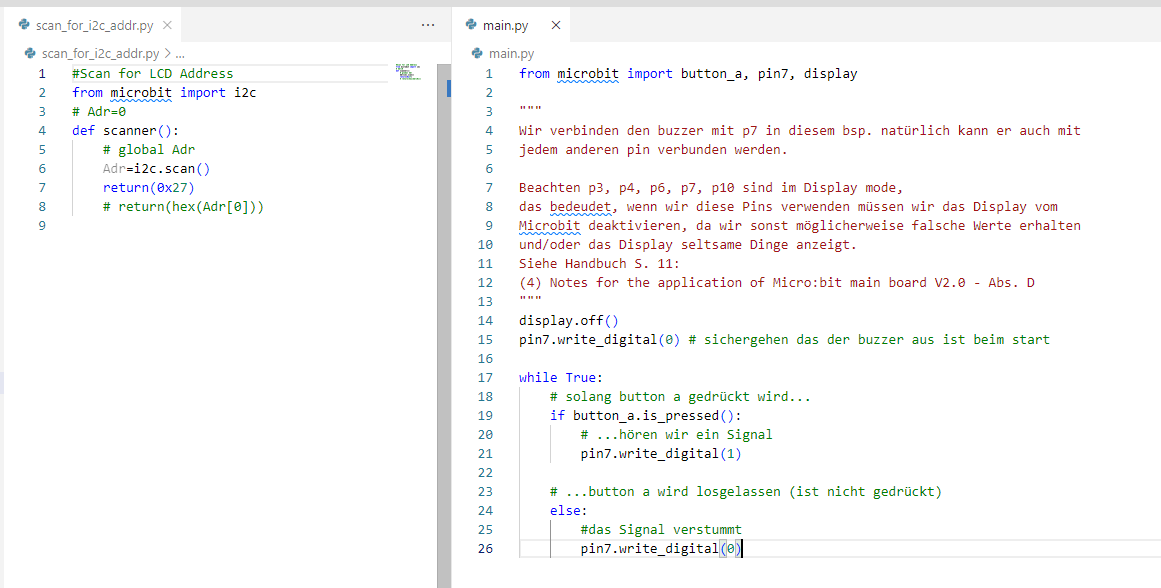 scan_for_i2c_addr.py
scan_for_i2c_addr.py > ...
1 #Scan for LCD Address
2 from microbit import i2c
3 # Adr=0
4 def scanner():
5     # global Adr
6     Adr=i2c.scan()
7     return(0x27)
8     # return(hex(Adr[0]))
9
main.py
main.py
1 from microbit import button_a, pin7, display
2
3 """
4 Wir verbinden den buzzer mit p7 in diesem bsp. natürlich kann er auch mit
5 jedem anderen pin verbunden werden.
6
7 Beachten p3, p4, p6, p7, p10 sind im Display mode,
8 das bedeudet, wenn wir diese Pins verwenden müssen wir das Display vom
9 Microbit deaktivieren, da wir sonst möglicherweise falsche Werte erhalten
10 und/oder das Display seltsame Dinge anzeigt.
11 Siehe Handbuch S. 11:
12 (4) Notes for the application of Micro:bit main board V2.0 - Abs. D
13 """
14 display.off()
15 pin7.write_digital(0) # sichergehen das der buzzer aus ist beim start
16
17 while True:
18     # solang button a gedrückt wird...
19     if button_a.is_pressed():
20         # ...hören wir ein Signal
21         pin7.write_digital(1)
22
23     # ...button a wird losgelassen (ist nicht gedrückt)
24     else:
25         #das Signal verstummt
26         pin7.write_digital(0)